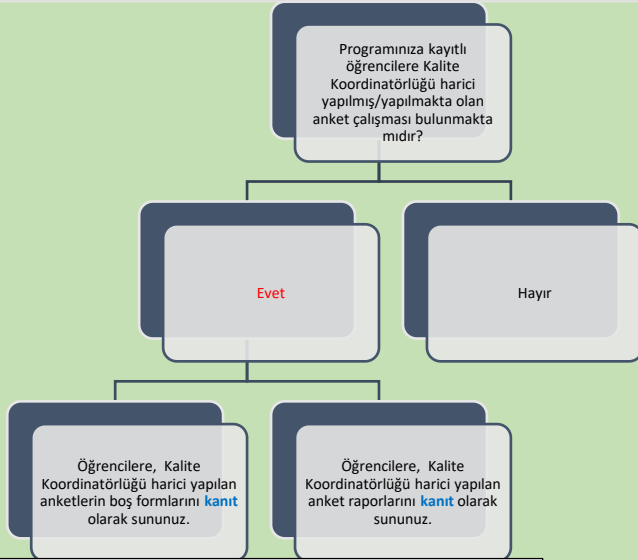 Programınıza kayıtlı
öğrencilere Kalite
Koordinatörlüğü harici
yapılmış/yapılmakta olan
anket çalışması bulunmakta
mıdır?
Evet
Hayır
Öğrencilere, Kalite
Koordinatörlüğü harici yapılan
anketlerin boş formlarını kanıt
olarak sununuz.
Öğrencilere, Kalite
Koordinatörlüğü harici yapılan
anket raporlarını kanıt olarak
sununuz.